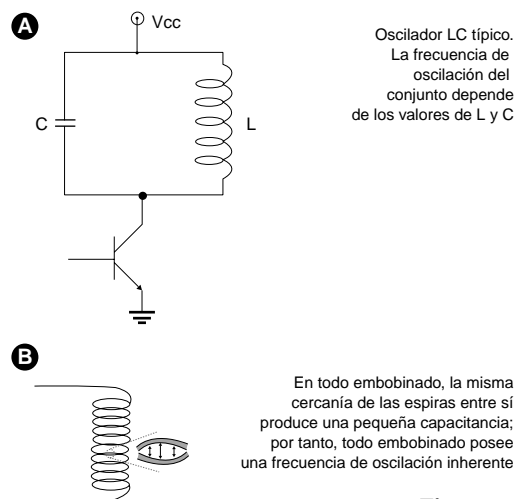 A
Vcc
Oscilador LC típico.
La frecuencia de
oscilación del
conjunto depende
de los valores de L y C
C
L
B
En todo embobinado, la misma
cercanía de las espiras entre sí
produce una pequeña capacitancia;
por tanto, todo embobinado posee
una frecuencia de oscilación inherente